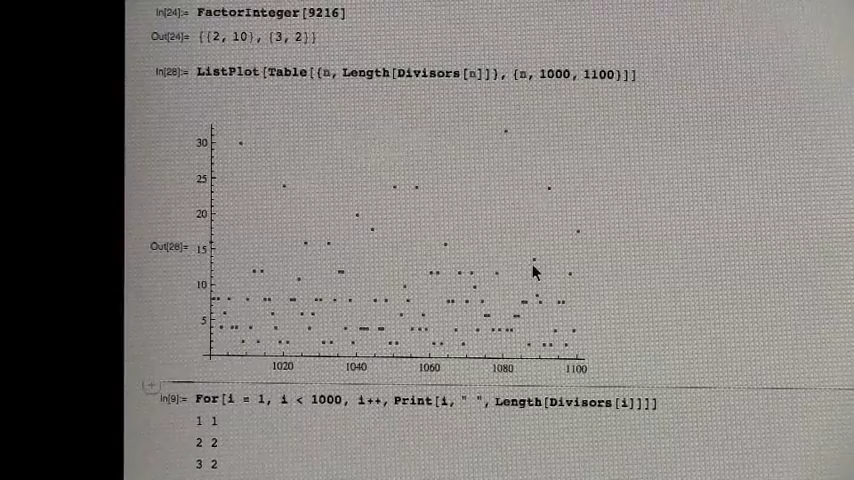 In[24]:= FactorInteger[9216]
Out[24]= {{2, 10}, {3, 2}}
In[28]:= ListPlot[Table[{n, Length[Divisors[n]]}, {n, 1000, 1100}]]
30
25
20
Out[28]= 15
10
5
1020 1040 1060 1080 1100
In[9]:= For[i = 1, i < 1000, i++, Print[i, " ", Length[Divisors[i]]]]
1 1
2 2
3 2